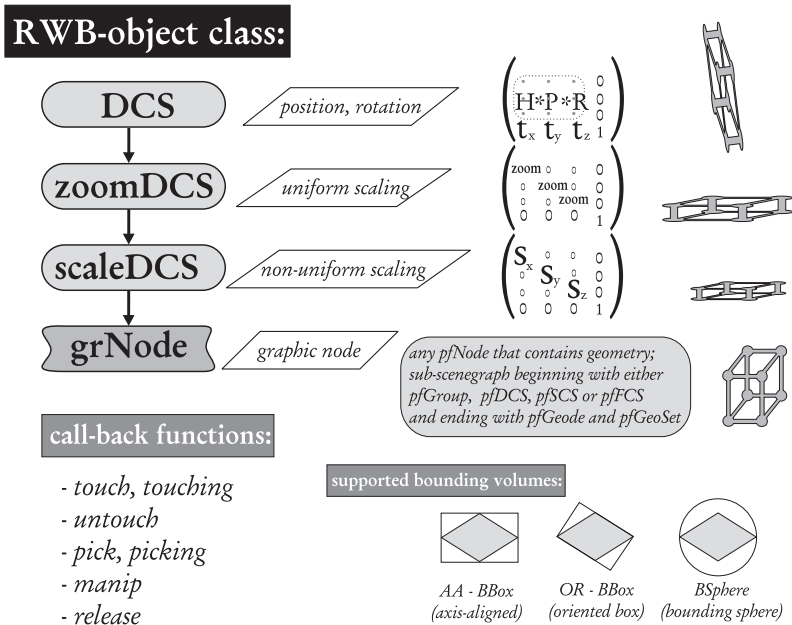 RWB-object class:
DCS
position, rotation
H*P*R 0
0
0
tx ty tz 1
zoomDCS
uniform scaling
zoom 0 0 0
0 zoom 0 0
0 0 zoom 0
0 0 0 1
scaleDCS
non-uniform scaling
Sx 0 0 0
0 Sy 0 0
0 0 Sz 0
0 0 0 1
grNode
graphic node
any pfNode that contains geometry;
sub-scenegraph beginning with either
pfGroup, pfDCS, pfSCS or pfFCS
and ending with pfGeode and pfGeoSet
call-back functions:
- touch, touching
- untouch
- pick, picking
- manip
- release
supported bounding volumes:
AA - BBox
(axis-aligned)
OR - BBox
(oriented box)
BSphere
(bounding sphere)